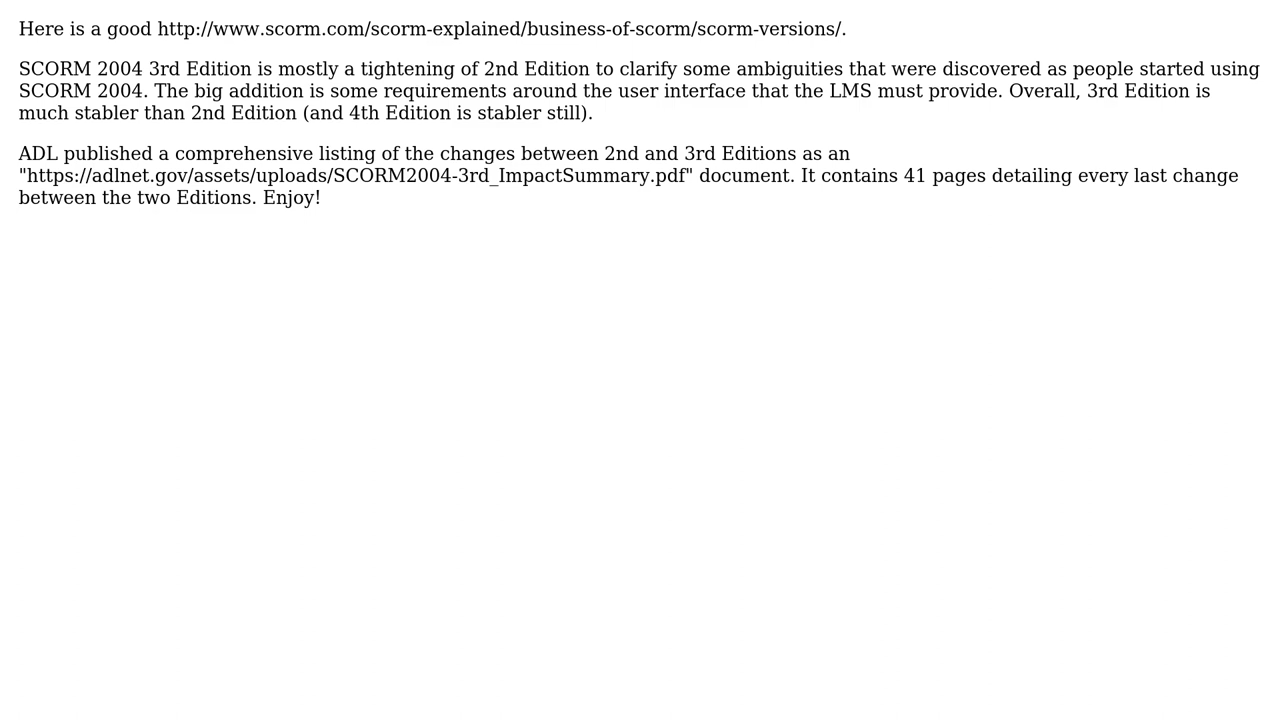 Here is a good http://www.scorm.com/scorm-explained/business-of-scorm/scorm-versions/.
SCORM 2004 3rd Edition is mostly a tightening of 2nd Edition to clarify some ambiguities that were discovered as people started using
SCORM 2004. The big addition is some requirements around the user interface that the LMS must provide. Overall, 3rd Edition is
much stabler than 2nd Edition (and 4th Edition is stabler still).
ADL published a comprehensive listing of the changes between 2nd and 3rd Editions as an
"https://adlnet.gov/assets/uploads/SCORM2004-3rd_ImpactSummary.pdf" document. It contains 41 pages detailing every last change
between the two Editions. Enjoy!